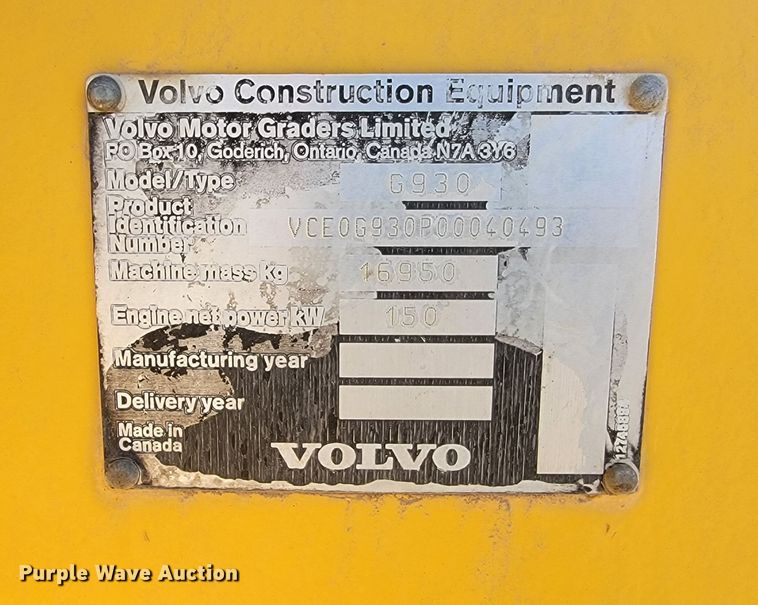 Volvo Construction Equipment
Volvo Motor Graders Limited
PO Box 10, Goderich, Ontario, Canada N7A 3Y6
Model/Type G930
Product
Identification VCE0G930P00040493
Number
Machine mass kg 16950
Engine net power kW 150
Manufacturing year
Delivery year
Made in
Canada
VOLVO
Purple Wave Auction